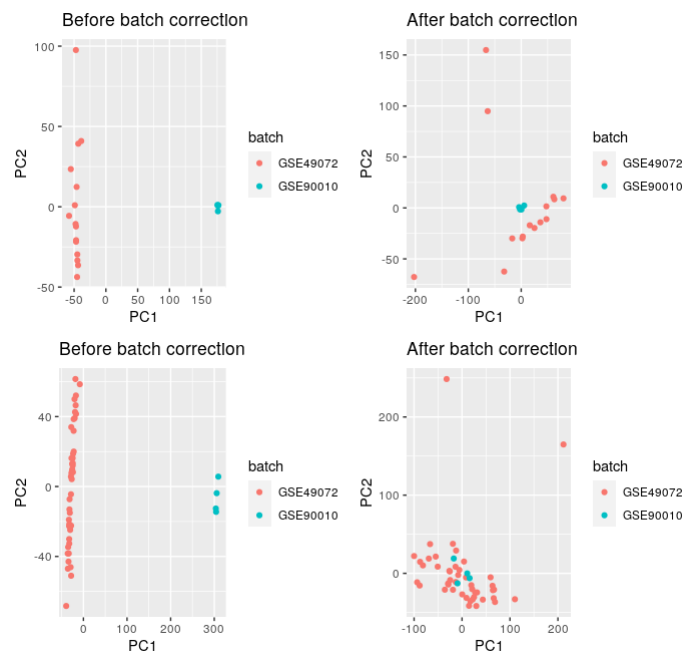 Before batch correction
100
50
0
-50
PC2
-50
0
50
100
150
PC1
batch
GSE49072
GSE90010
After batch correction
150
100
50
0
-50
PC2
-200
-100
0
PC1
batch
GSE49072
GSE90010
Before batch correction
40
0
-40
PC2
0
100
200
300
PC1
batch
GSE49072
GSE90010
After batch correction
200
100
0
PC2
-100
0
100
200
PC1
batch
GSE49072
GSE90010